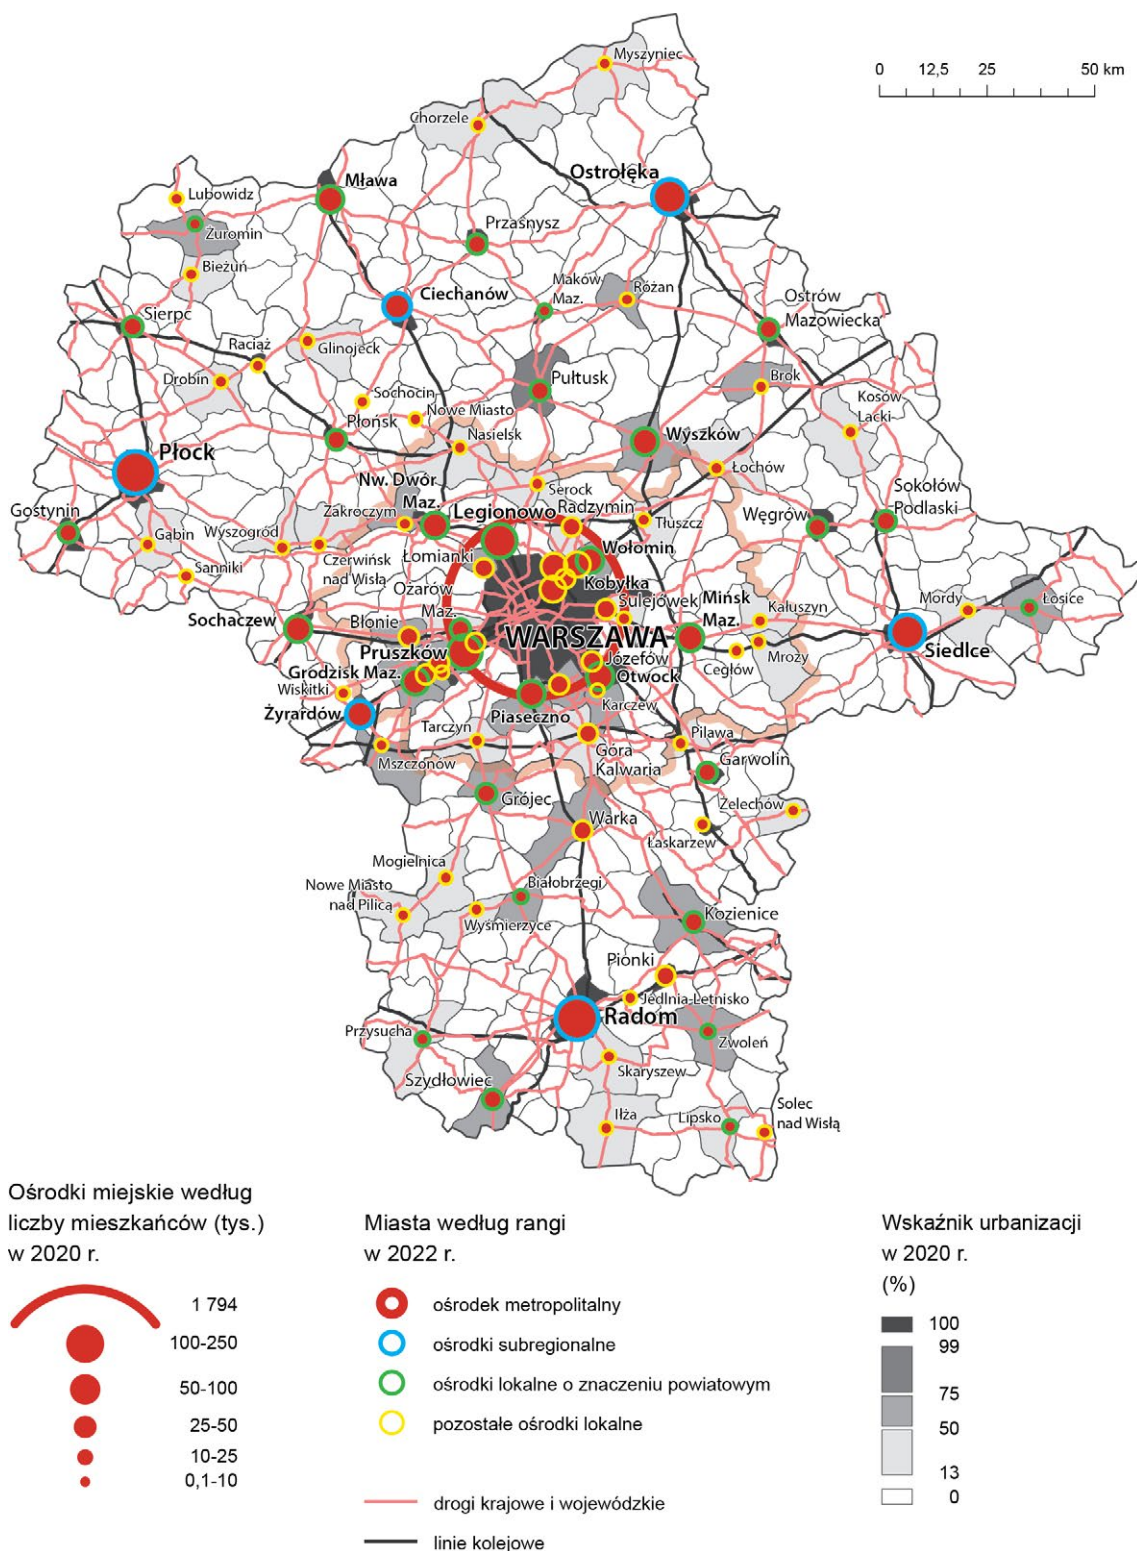 Myszyniec
0 12,5 25 50 km
Chorzele
Ostrołęka
Mława
Lubowidz
Żuromin
Przasnysz
Bieżuń
Maków
Maz.
Różan
Ciechanów
Ostrów
Mazowiecka
Sierpc
Raciąż
Glinojeck
Drobin
Sochocin
Pułtusk
Brok
Kosów
Lacki
Płońsk
Nowe Miasto
Nasielsk
Wyszków
Płock
Łochów
Nw. Dwór
Maz.
Serock
Sokołów
Podlaski
Gostynin
Zakroczym
Legionowo
Radzymin
Tłuszcz
Węgrów
Gąbin
Wyszogród
Czerwińsk
nad Wisłą
Łomianki
Wołomin
Sanniki
Ożarów
Maz.
Kobyłka
Sulejówek
Mińsk
Maz.
Kałuszyn
Mordy
Łosice
Sochaczew
Błonie
WARSZAWA
Siedlce
Pruszków
Józefów
Cegłów
Mrozy
Grodzisk Maz.
Otwock
Wiskitki
Karczew
Żyrardów
Piaseczno
Tarczyn
Pilawa
Mszczonów
Góra
Kalwaria
Garwolin
Grójec
Żelechów
Warka
Łaskarzew
Mogielnica
Nowe Miasto
nad Pilicą
Białobrzegi
Wyśmierzyce
Kozienice
Pionki
Jedlnia-Letnisko
Radom
Przysucha
Zwoleń
Skaryszew
Szydłowiec
Iłża
Lipsko
Solec
nad Wisłą
Ośrodki miejskie według
liczby mieszkańców (tys.)
w 2020 r.
1 794
100-250
50-100
25-50
10-25
0,1-10
Miasta według rangi
w 2022 r.
ośrodek metropolitalny
ośrodki subregionalne
ośrodki lokalne o znaczeniu powiatowym
pozostałe ośrodki lokalne
drogi krajowe i wojewódzkie
linie kolejowe
Wskaźnik urbanizacji
w 2020 r.
(%)
100
99
75
50
13
0